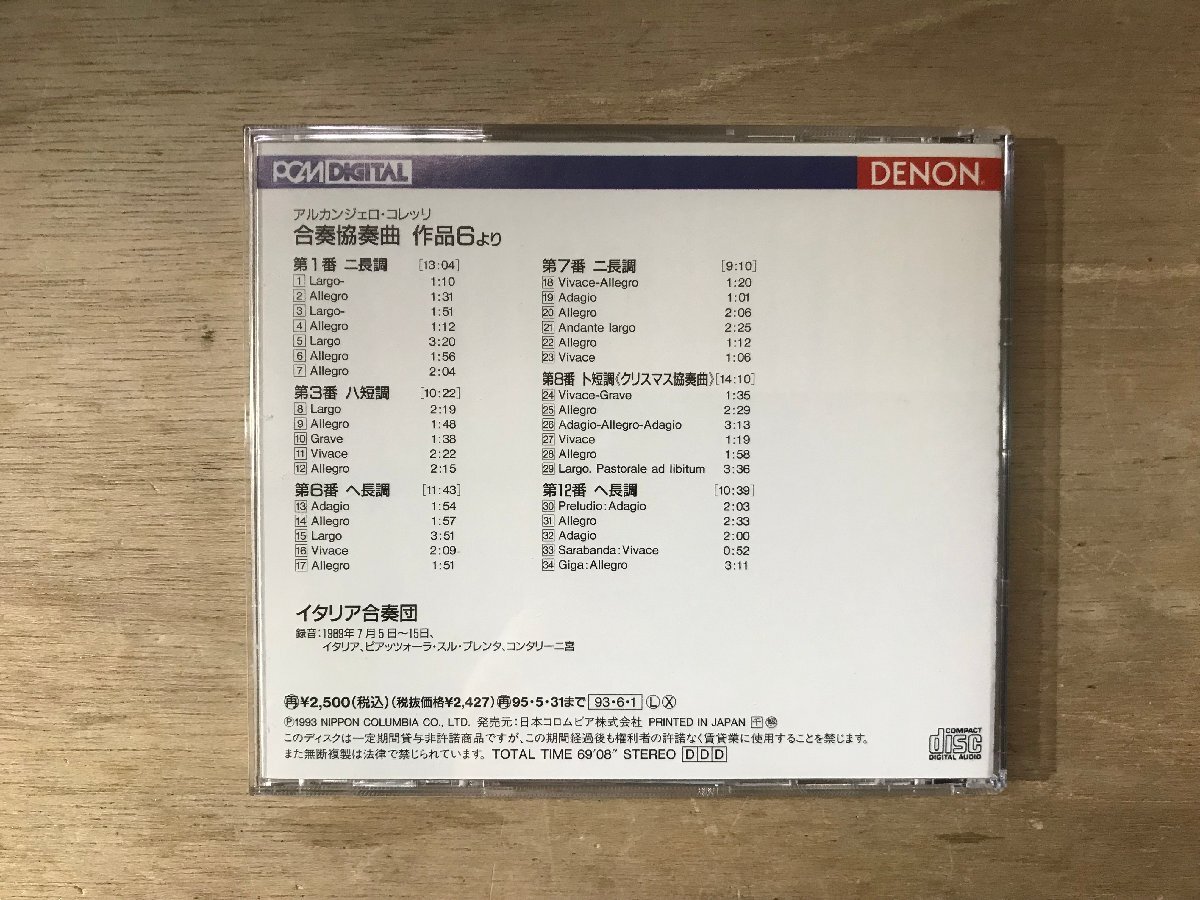 PCM DIGITAL
DENON
アルカンジェロ・コレッリ
合奏協奏曲 作品6より
第1番 ニ長調 [13:04]
1 Largo- 1:10
2 Allegro 1:31
3 Largo- 1:51
4 Allegro 1:12
5 Largo 3:20
6 Allegro 1:56
7 Allegro 2:04
第3番 ハ短調 [10:22]
8 Largo 2:19
9 Allegro 1:48
10 Grave 1:38
11 Vivace 2:22
12 Allegro 2:15
第6番 ヘ長調 [11:43]
13 Adagio 1:54
14 Allegro 1:57
15 Largo 3:51
16 Vivace 2:09
17 Allegro 1:51
第7番 ニ長調 [9:10]
18 Vivace-Allegro 1:20
19 Adagio 1:01
20 Allegro 2:06
21 Andante largo 2:25
22 Allegro 1:12
23 Vivace 1:06
第8番 ト短調《クリスマス協奏曲》 [14:10]
24 Vivace-Grave 1:35
25 Allegro 2:29
26 Adagio-Allegro-Adagio 3:13
27 Vivace 1:19
28 Allegro 1:58
29 Largo. Pastorale ad libitum 3:36
第12番 ヘ長調 [10:39]
30 Preludio:Adagio 2:03
31 Allegro 2:33
32 Adagio 2:00
33 Sarabanda:Vivace 0:52
34 Giga:Allegro 3:11
イタリア合奏団
録音:1989年7月5日〜15日、
イタリア、ピアッツォーラ・スル・ブレンタ、コンタリーニ宮
再¥2,500(税込)(税抜価格¥2,427)再95・5・31まで 93・6・1 L X
Ⓟ1993 NIPPON COLUMBIA CO., LTD. 発売元:日本コロムビア株式会社 PRINTED IN JAPAN
このディスクは一定期間貸与非許諾商品ですが、この期間経過後も権利者の許諾なく賃貸業に使用することを禁じます。
また無断複製は法律で禁じられています。 TOTAL TIME 69'08" STEREO DDD
COMPACT
disc
DIGITAL AUDIO